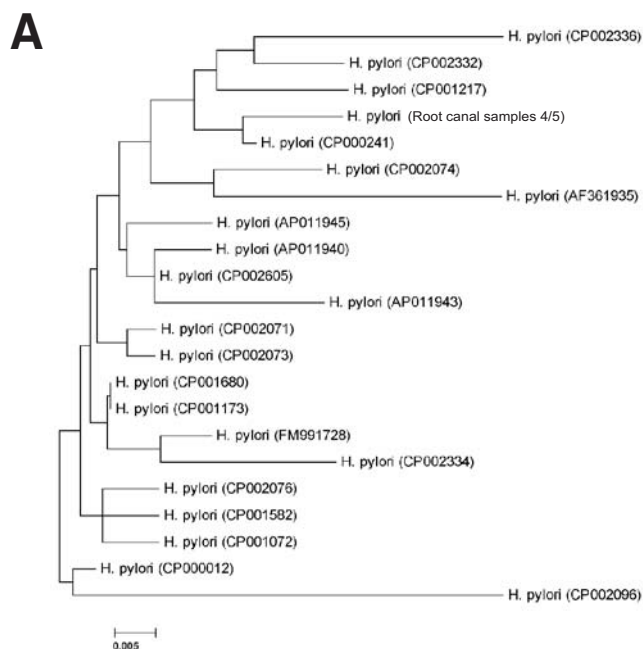 A
H. pylori (CP002336)
H. pylori (CP002332)
H. pylori (CP001217)
H. pylori (Root canal samples 4/5)
H. pylori (CP000241)
H. pylori (CP002074)
H. pylori (AF361935)
H. pylori (AP011945)
H. pylori (AP011940)
H. pylori (CP002605)
H. pylori (AP011943)
H. pylori (CP002071)
H. pylori (CP002073)
H. pylori (CP001680)
H. pylori (CP001173)
H. pylori (FM991728)
H. pylori (CP002334)
H. pylori (CP002076)
H. pylori (CP001582)
H. pylori (CP001072)
H. pylori (CP000012)
H. pylori (CP002096)
0.005